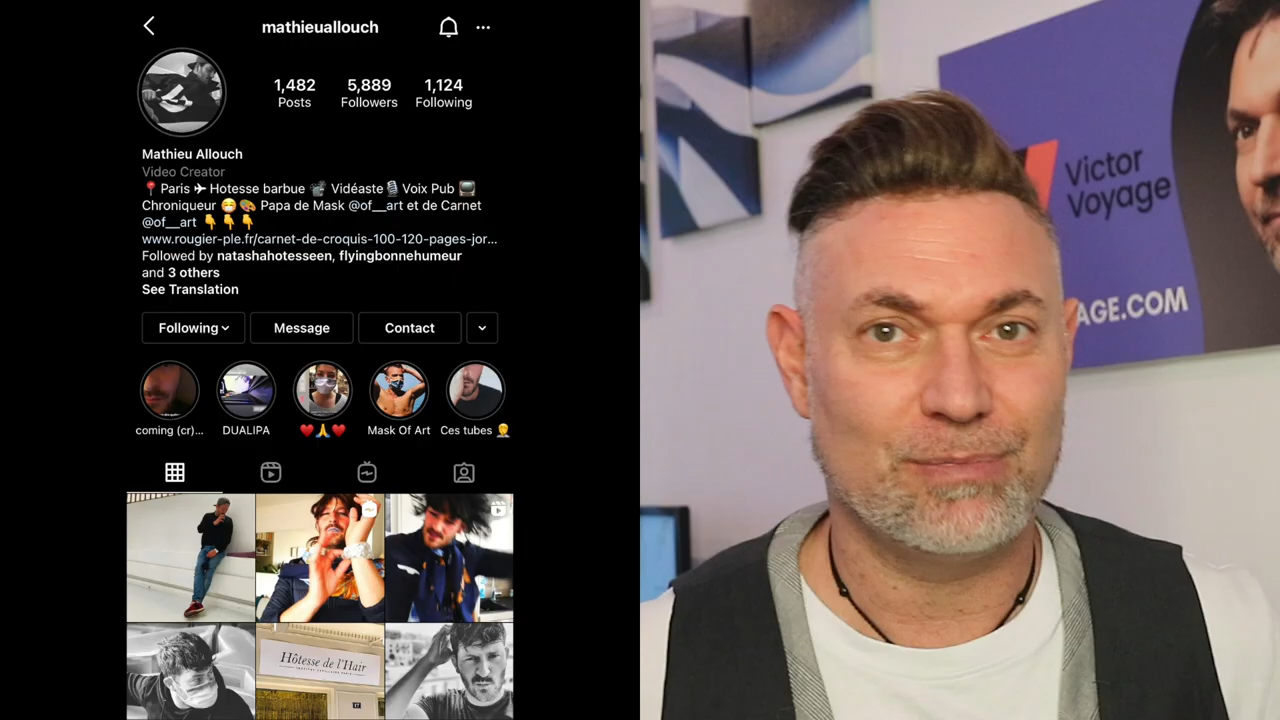 mathieuallouch
1,482 5,889 1,124
Posts Followers Following
Mathieu Allouch
Video Creator
📍Paris ✈ Hotesse barbue 📽 Vidéaste🎙 Voix Pub 📺
Chroniqueur 😷🎨 Papa de Mask @of__art et de Carnet
@of__art 👇👇👇
www.rougier-ple.fr/carnet-de-croquis-100-120-pages-jor...
Followed by natashahotesseen, flyingbonnehumeur
and 3 others
See Translation
Following Message Contact
coming (cr)... DUALIPA ❤️🙏❤️ Mask Of Art Ces tubes 🤦‍♂️
Hôtesse de l'Hair
Victor
Voyage
AGE.COM